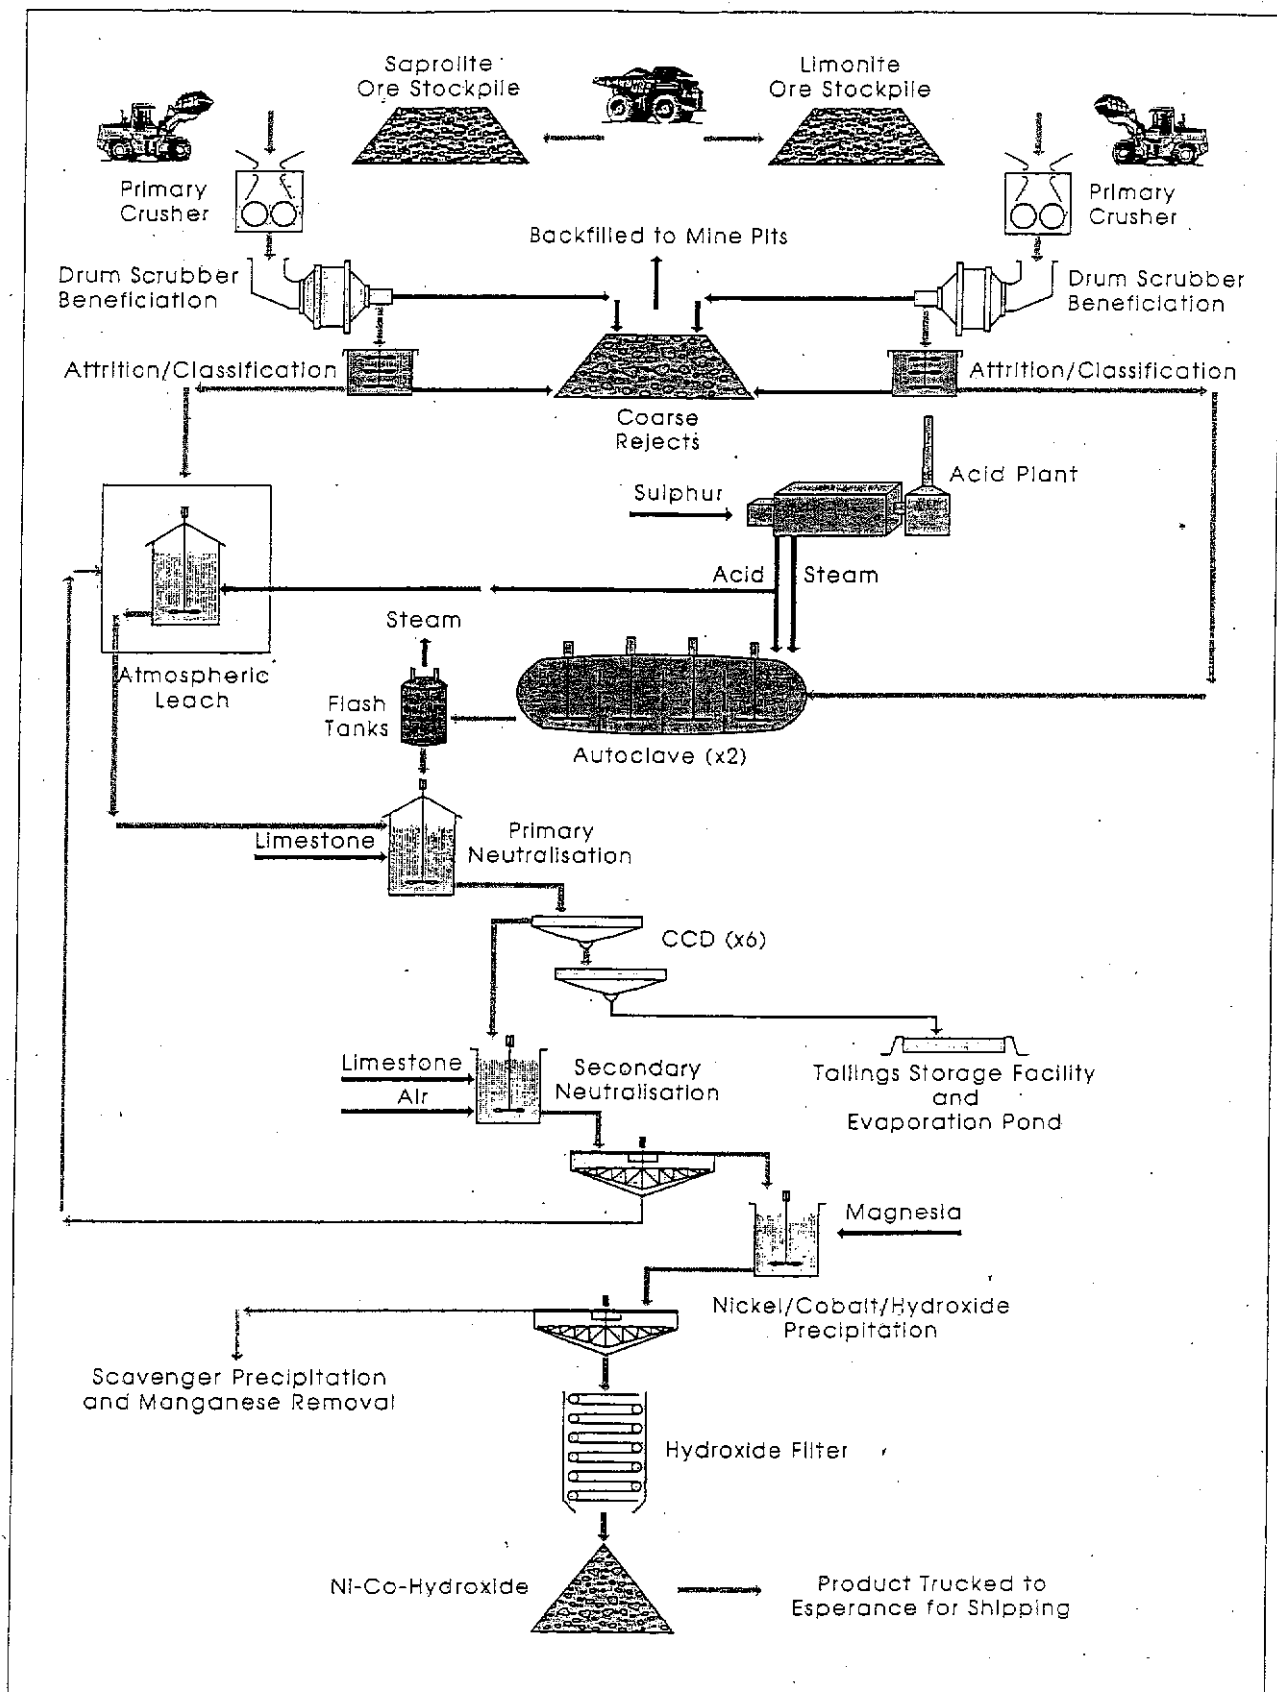 Saprolite
Ore Stockpile
Limonite
Ore Stockpile
Primary
Crusher
Primary
Crusher
Backfilled to Mine Pits
Drum Scrubber
Beneficiation
Drum Scrubber
Beneficiation
Attrition/Classification
Attrition/Classification
Coarse
Rejects
Acid Plant
Sulphur
Acid
Steam
Steam
Atmospheric
Leach
Flash
Tanks
Autoclave (x2)
Primary
Neutralisation
Limestone
CCD (x6)
Limestone
Air
Secondary
Neutralisation
Tailings Storage Facility
and
Evaporation Pond
Magnesia
Nickel/Cobalt/Hydroxide
Precipitation
Scavenger Precipitation
and Manganese Removal
Hydroxide Filter
Ni-Co-Hydroxide
Product Trucked to
Esperance for Shipping